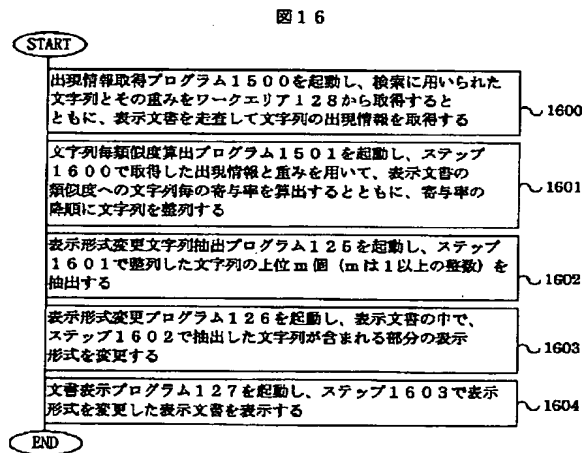 図１６
START
出現情報取得プログラム１５００を起動し、検索に用いられた
文字列とその重みをワークエリア１２８から取得すると
ともに、表示文書を走査して文字列の出現情報を取得する
1600
文字列毎類似度算出プログラム１５０１を起動し、ステップ
１６００で取得した出現情報と重みを用いて、表示文書の
類似度への文字列毎の寄与率を算出するとともに、寄与率の
降順に文字列を整列する
1601
表示形式変更文字列抽出プログラム１２５を起動し、ステップ
１６０１で整列した文字列の上位ｍ個（ｍは１以上の整数）を
抽出する
1602
表示形式変更プログラム１２６を起動し、表示文書の中で、
ステップ１６０２で抽出した文字列が含まれる部分の表示
形式を変更する
1603
文書表示プログラム１２７を起動し、ステップ１６０３で表示
形式を変更した表示文書を表示する
1604
END